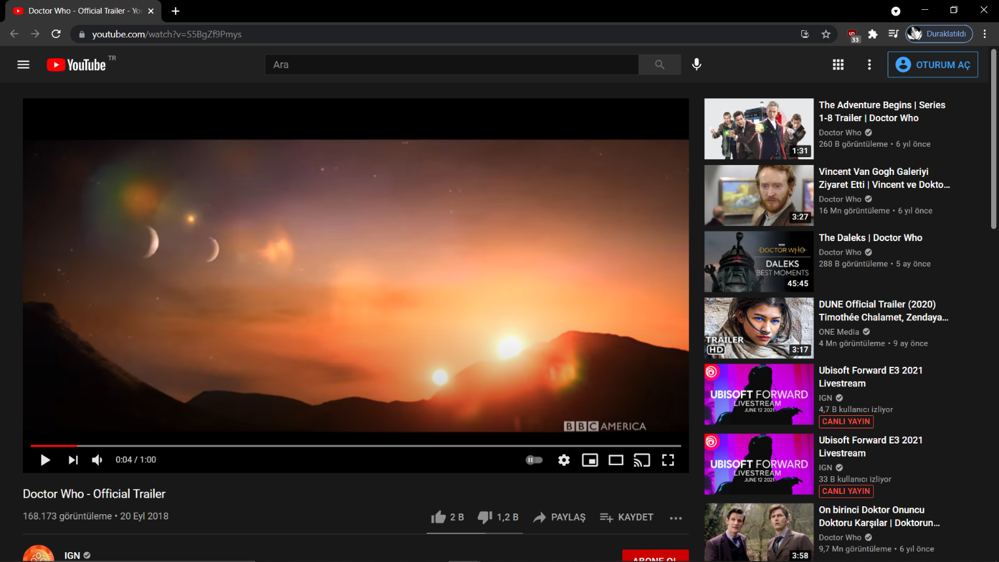 Doctor Who - Official Trailer - You
youtube.com/watch?v=S5BgZf9Pmys
33
Duraklatıldı
YouTube TR
Ara
OTURUM AÇ
BBC AMERICA
0:04 / 1:00
Doctor Who - Official Trailer
168.173 görüntüleme • 20 Eyl 2018
2 B
1,2 B
PAYLAŞ
KAYDET
IGN
ABONE OL
1:31
The Adventure Begins | Series
1-8 Trailer | Doctor Who
Doctor Who
260 B görüntüleme • 6 yıl önce
3:27
Vincent Van Gogh Galeriyi
Ziyaret Etti | Vincent ve Dokto...
Doctor Who
16 Mn görüntüleme • 6 yıl önce
DOCTOR WHO
DALEKS
BEST MOMENTS
45:45
The Daleks | Doctor Who
Doctor Who
288 B görüntüleme • 5 ay önce
TRAILER
HD
3:17
DUNE Official Trailer (2020)
Timothée Chalamet, Zendaya...
ONE Media
4 Mn görüntüleme • 9 ay önce
UBISOFT FORWARD
LIVESTREAM
JUNE 12 2021
Ubisoft Forward E3 2021
Livestream
IGN
4,7 B kullanıcı izliyor
CANLI YAYIN
UBISOFT FORWARD
LIVESTREAM
JUNE 12 2021
Ubisoft Forward E3 2021
Livestream
IGN
33 B kullanıcı izliyor
CANLI YAYIN
3:58
On birinci Doktor Onuncu
Doktoru Karşılar | Doktorun...
Doctor Who
9,7 Mn görüntüleme • 6 yıl önce